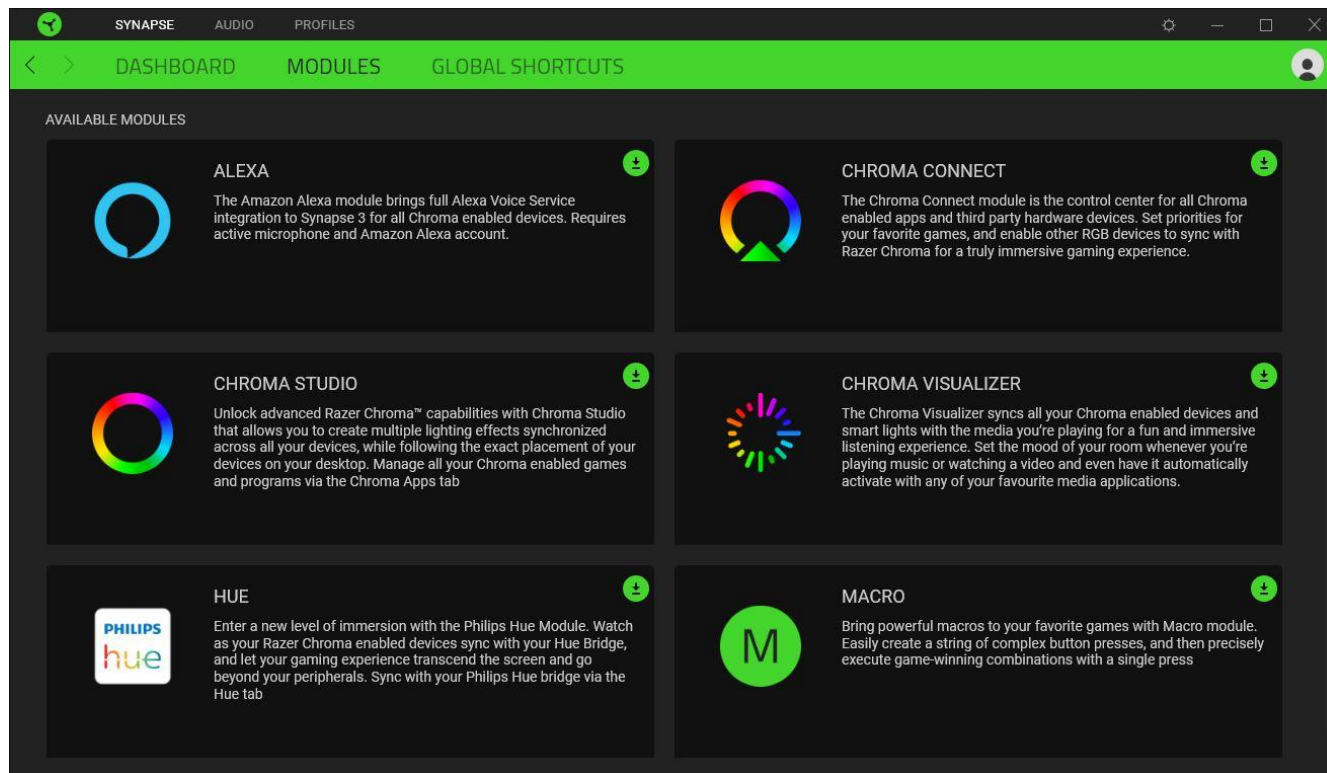 SYNAPSE AUDIO PROFILES
DASHBOARD MODULES GLOBAL SHORTCUTS
AVAILABLE MODULES
ALEXA
The Amazon Alexa module brings full Alexa Voice Service
integration to Synapse 3 for all Chroma enabled devices. Requires
active microphone and Amazon Alexa account.
CHROMA CONNECT
The Chroma Connect module is the control center for all Chroma
enabled apps and third party hardware devices. Set priorities for
your favorite games, and enable other RGB devices to sync with
Razer Chroma for a truly immersive gaming experience.
CHROMA STUDIO
Unlock advanced Razer Chroma™ capabilities with Chroma Studio
that allows you to create multiple lighting effects synchronized
across all your devices, while following the exact placement of your
devices on your desktop. Manage all your Chroma enabled games
and programs via the Chroma Apps tab
CHROMA VISUALIZER
The Chroma Visualizer syncs all your Chroma enabled devices and
smart lights with the media you're playing for a fun and immersive
listening experience. Set the mood of your room whenever you're
playing music or watching a video and even have it automatically
activate with any of your favourite media applications.
PHILIPS
hue
HUE
Enter a new level of immersion with the Philips Hue Module. Watch
as your Razer Chroma enabled devices sync with your Hue Bridge,
and let your gaming experience transcend the screen and go
beyond your peripherals. Sync with your Philips Hue bridge via the
Hue tab
M
MACRO
Bring powerful macros to your favorite games with Macro module.
Easily create a string of complex button presses, and then precisely
execute game-winning combinations with a single press